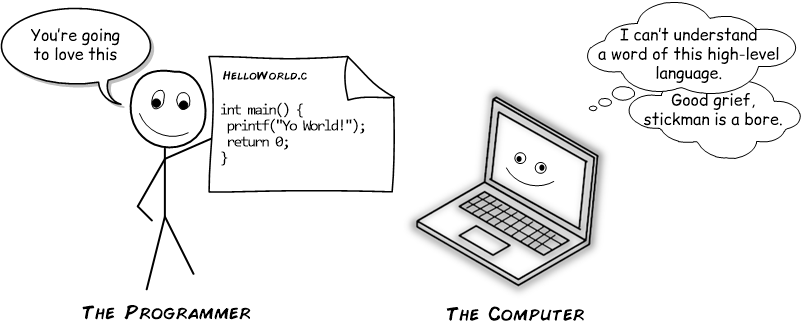 You're going
to love this
HelloWorld.c
int main() {
printf("Yo World!");
return 0;
}
I can't understand
a word of this high-level
language.
Good grief,
stickman is a bore.
The Programmer
The Computer